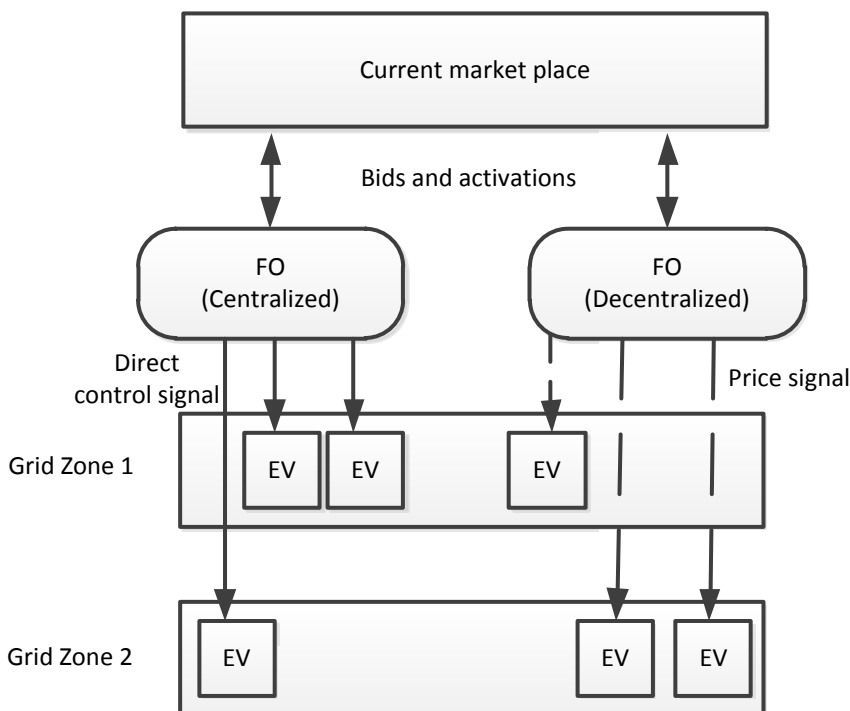 Current market place
Bids and activations
FO
(Centralized)
FO
(Decentralized)
Direct
control signal
Price signal
Grid Zone 1
EV
EV
EV
Grid Zone 2
EV
EV
EV